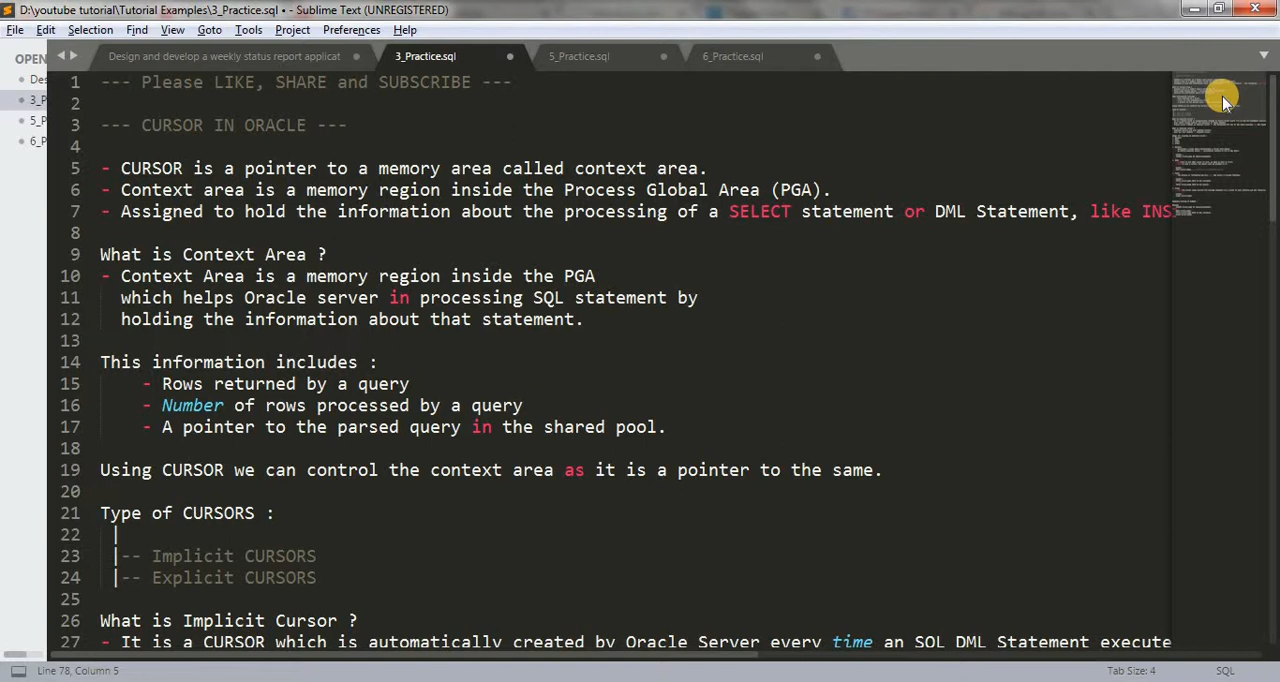 D:\youtube tutorial\Tutorial Examples\3_Practice.sql • - Sublime Text (UNREGISTERED)
File Edit Selection Find View Goto Tools Project Preferences Help
OPEN
Design and develop a weekly status report applicat
3_Practice.sql
5_Practice.sql
6_Practice.sql
Des
3_P
5_P
6_P
1 --- Please LIKE, SHARE and SUBSCRIBE ---
2
3 --- CURSOR IN ORACLE ---
4
5 - CURSOR is a pointer to a memory area called context area.
6 - Context area is a memory region inside the Process Global Area (PGA).
7 - Assigned to hold the information about the processing of a SELECT statement or DML Statement, like INS
8
9 What is Context Area ?
10 - Context Area is a memory region inside the PGA
11 which helps Oracle server in processing SQL statement by
12 holding the information about that statement.
13
14 This information includes :
15 - Rows returned by a query
16 - Number of rows processed by a query
17 - A pointer to the parsed query in the shared pool.
18
19 Using CURSOR we can control the context area as it is a pointer to the same.
20
21 Type of CURSORS :
22 |
23 |-- Implicit CURSORS
24 |-- Explicit CURSORS
25
26 What is Implicit Cursor ?
27 - It is a CURSOR which is automatically created by Oracle Server every time an SQL DML Statement execute
Line 78, Column 5
Tab Size: 4
SQL